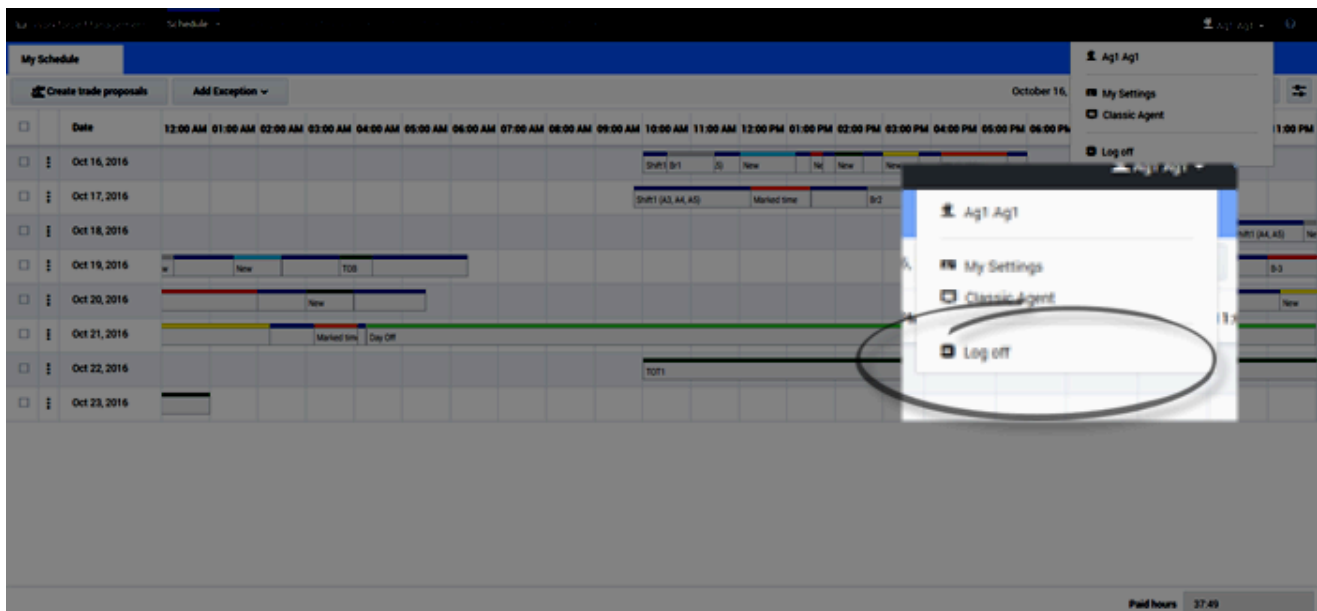 Schedule
Ag1 Ag1
My Schedule
Ag1 Ag1
Create trade proposals Add Exception October 16, My Settings
Classic Agent
Date 12:00 AM 01:00 AM 02:00 AM 03:00 AM 04:00 AM 05:00 AM 06:00 AM 07:00 AM 08:00 AM 09:00 AM 10:00 AM 11:00 AM 12:00 PM 01:00 PM 02:00 PM 03:00 PM 04:00 PM 05:00 PM 06:00 PM 1:00 PM
Log off
Oct 16, 2016 Shift1 Br1 New New
Ag1 Ag1
Oct 17, 2016 Shift1 (A3, A4, A5) Marked time Br2
Ag1 Ag1
Oct 18, 2016 (A4, A5)
My Settings
Oct 19, 2016 New TOB B-3
Classic Agent
Oct 20, 2016 New New
Oct 21, 2016 Marked time Day Off
Log off
Oct 22, 2016 TOT1
Oct 23, 2016
Paid hours 37:49